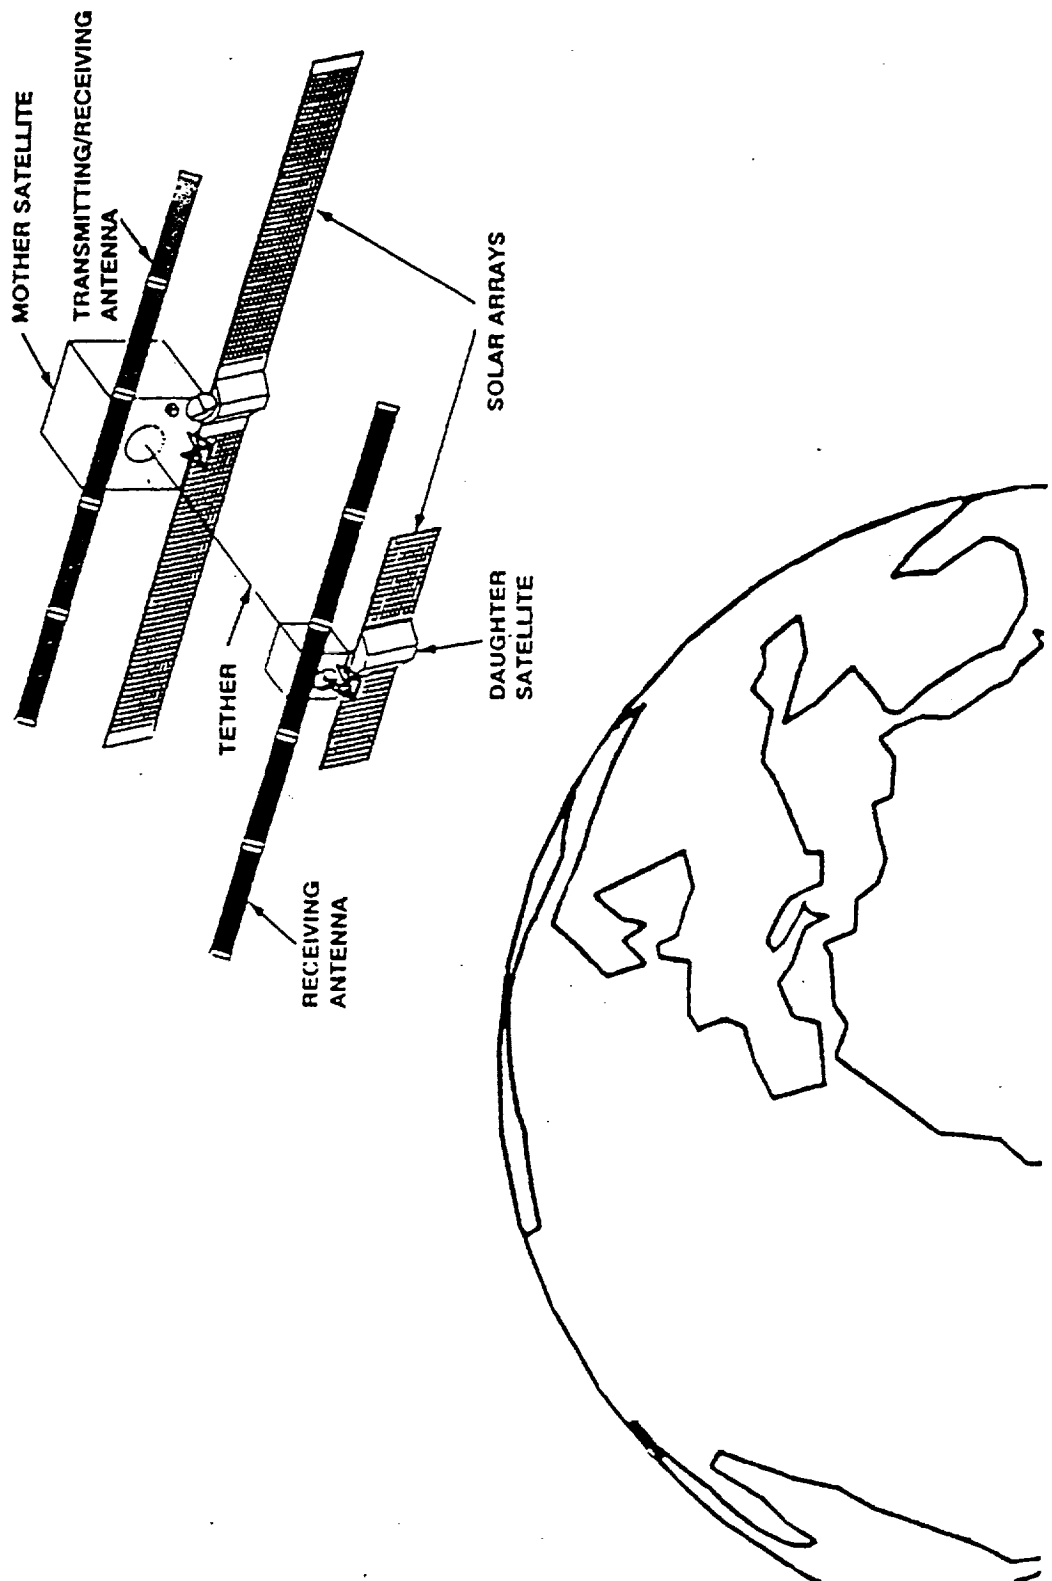 MOTHER SATELLITE
TRANSMITTING/RECEIVING
ANTENNA
SOLAR ARRAYS
TETHER
DAUGHTER
SATELLITE
RECEIVING
ANTENNA